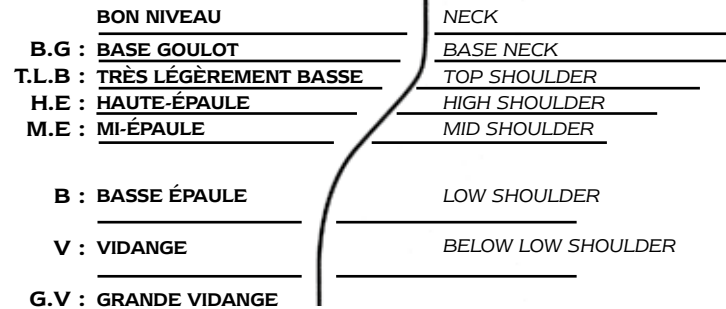 BON NIVEAU NECK
B.G : BASE GOULOT BASE NECK
T.L.B : TRÈS LÉGÈREMENT BASSE TOP SHOULDER
H.E : HAUTE-ÉPAULE HIGH SHOULDER
M.E : MI-ÉPAULE MID SHOULDER
B : BASSE ÉPAULE LOW SHOULDER
V : VIDANGE BELOW LOW SHOULDER
G.V : GRANDE VIDANGE